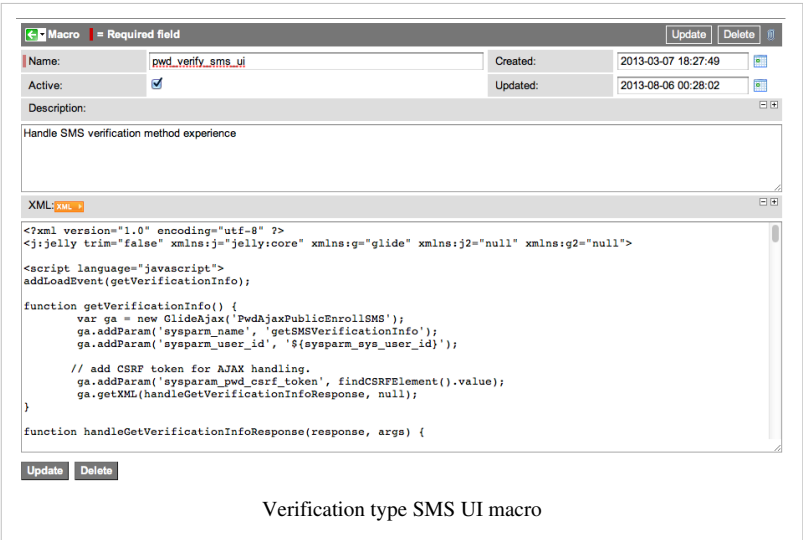 Macro = Required field Update Delete
Name: pwd_verify_sms_ui Created: 2013-03-07 18:27:49
Active: Updated: 2013-08-06 00:28:02
Description:
Handle SMS verification method experience
XML: XML
<?xml version="1.0" encoding="utf-8" ?>
<j:jelly trim="false" xmlns:j="jelly:core" xmlns:g="glide" xmlns:j2="null" xmlns:g2="null">
<script language="javascript">
addLoadEvent(getVerificationInfo);
function getVerificationInfo() {
var ga = new GlideAjax('PwdAjaxPublicEnrollSMS');
ga.addParam('sysparm_name', 'getSMSVerificationInfo');
ga.addParam('sysparm_user_id', '${sysparm_sys_user_id}');
// add CSRF token for AJAX handling.
ga.addParam('sysparam_pwd_csrf_token', findCSRFElement().value);
ga.getXML(handleGetVerificationInfoResponse, null);
}
function handleGetVerificationInfoResponse(response, args) {
Update Delete
Verification type SMS UI macro